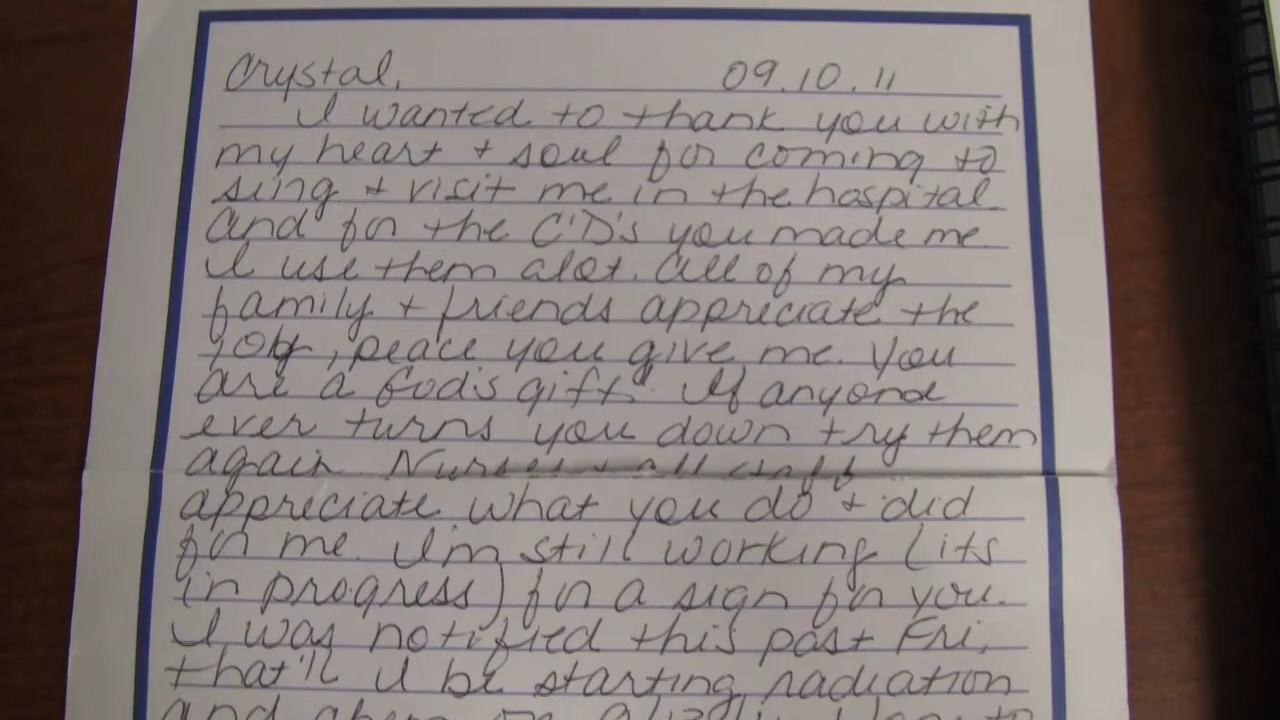 Crystal, 09.10.11
I wanted to thank you with
my heart + soul for coming to
sing + visit me in the hospital
and for the CD's you made me.
I use them alot. All of my
family + friends appreciate the
joy, peace you give me. You
are a God's gift. If anyone
ever turns you down try them
again. Nurses + all staff
appreciate what you do + did
for me. I'm still working (its
in progress) for a sign for you.
I was notified this past Fri,
that'll I be starting radiation
and